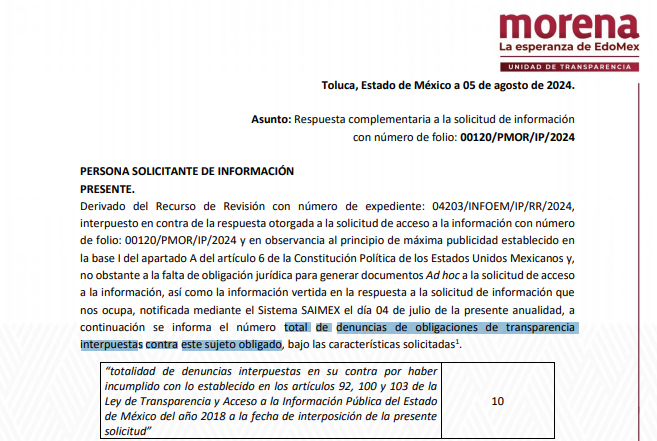 morena
La esperanza de EdoMex
UNIDAD DE TRANSPARENCIA
Toluca, Estado de México a 05 de agosto de 2024.
Asunto: Respuesta complementaria a la solicitud de información
con número de folio: 00120/PMOR/IP/2024
PERSONA SOLICITANTE DE INFORMACIÓN
PRESENTE.
Derivado del Recurso de Revisión con número de expediente: 04203/INFOEM/IP/RR/2024,
interpuesto en contra de la respuesta otorgada a la solicitud de acceso a la información con número
de folio: 00120/PMOR/IP/2024 y en observancia al principio de máxima publicidad establecido en
la base I del apartado A del artículo 6 de la Constitución Política de los Estados Unidos Mexicanos y,
no obstante a la falta de obligación jurídica para generar documentos Ad hoc a la solicitud de acceso
a la información, así como la información vertida en la respuesta a la solicitud de información que
nos ocupa, notificada mediante el Sistema SAIMEX el día 04 de julio de la presente anualidad, a
continuación se informa el número total de denuncias de obligaciones de transparencia
interpuestas contra este sujeto obligado, bajo las características solicitadas¹.
“totalidad de denuncias interpuestas en su contra por haber
incumplido con lo establecido en los artículos 92, 100 y 103 de la
Ley de Transparencia y Acceso a la Información Pública del Estado
de México del año 2018 a la fecha de interposición de la presente
solicitud”
10